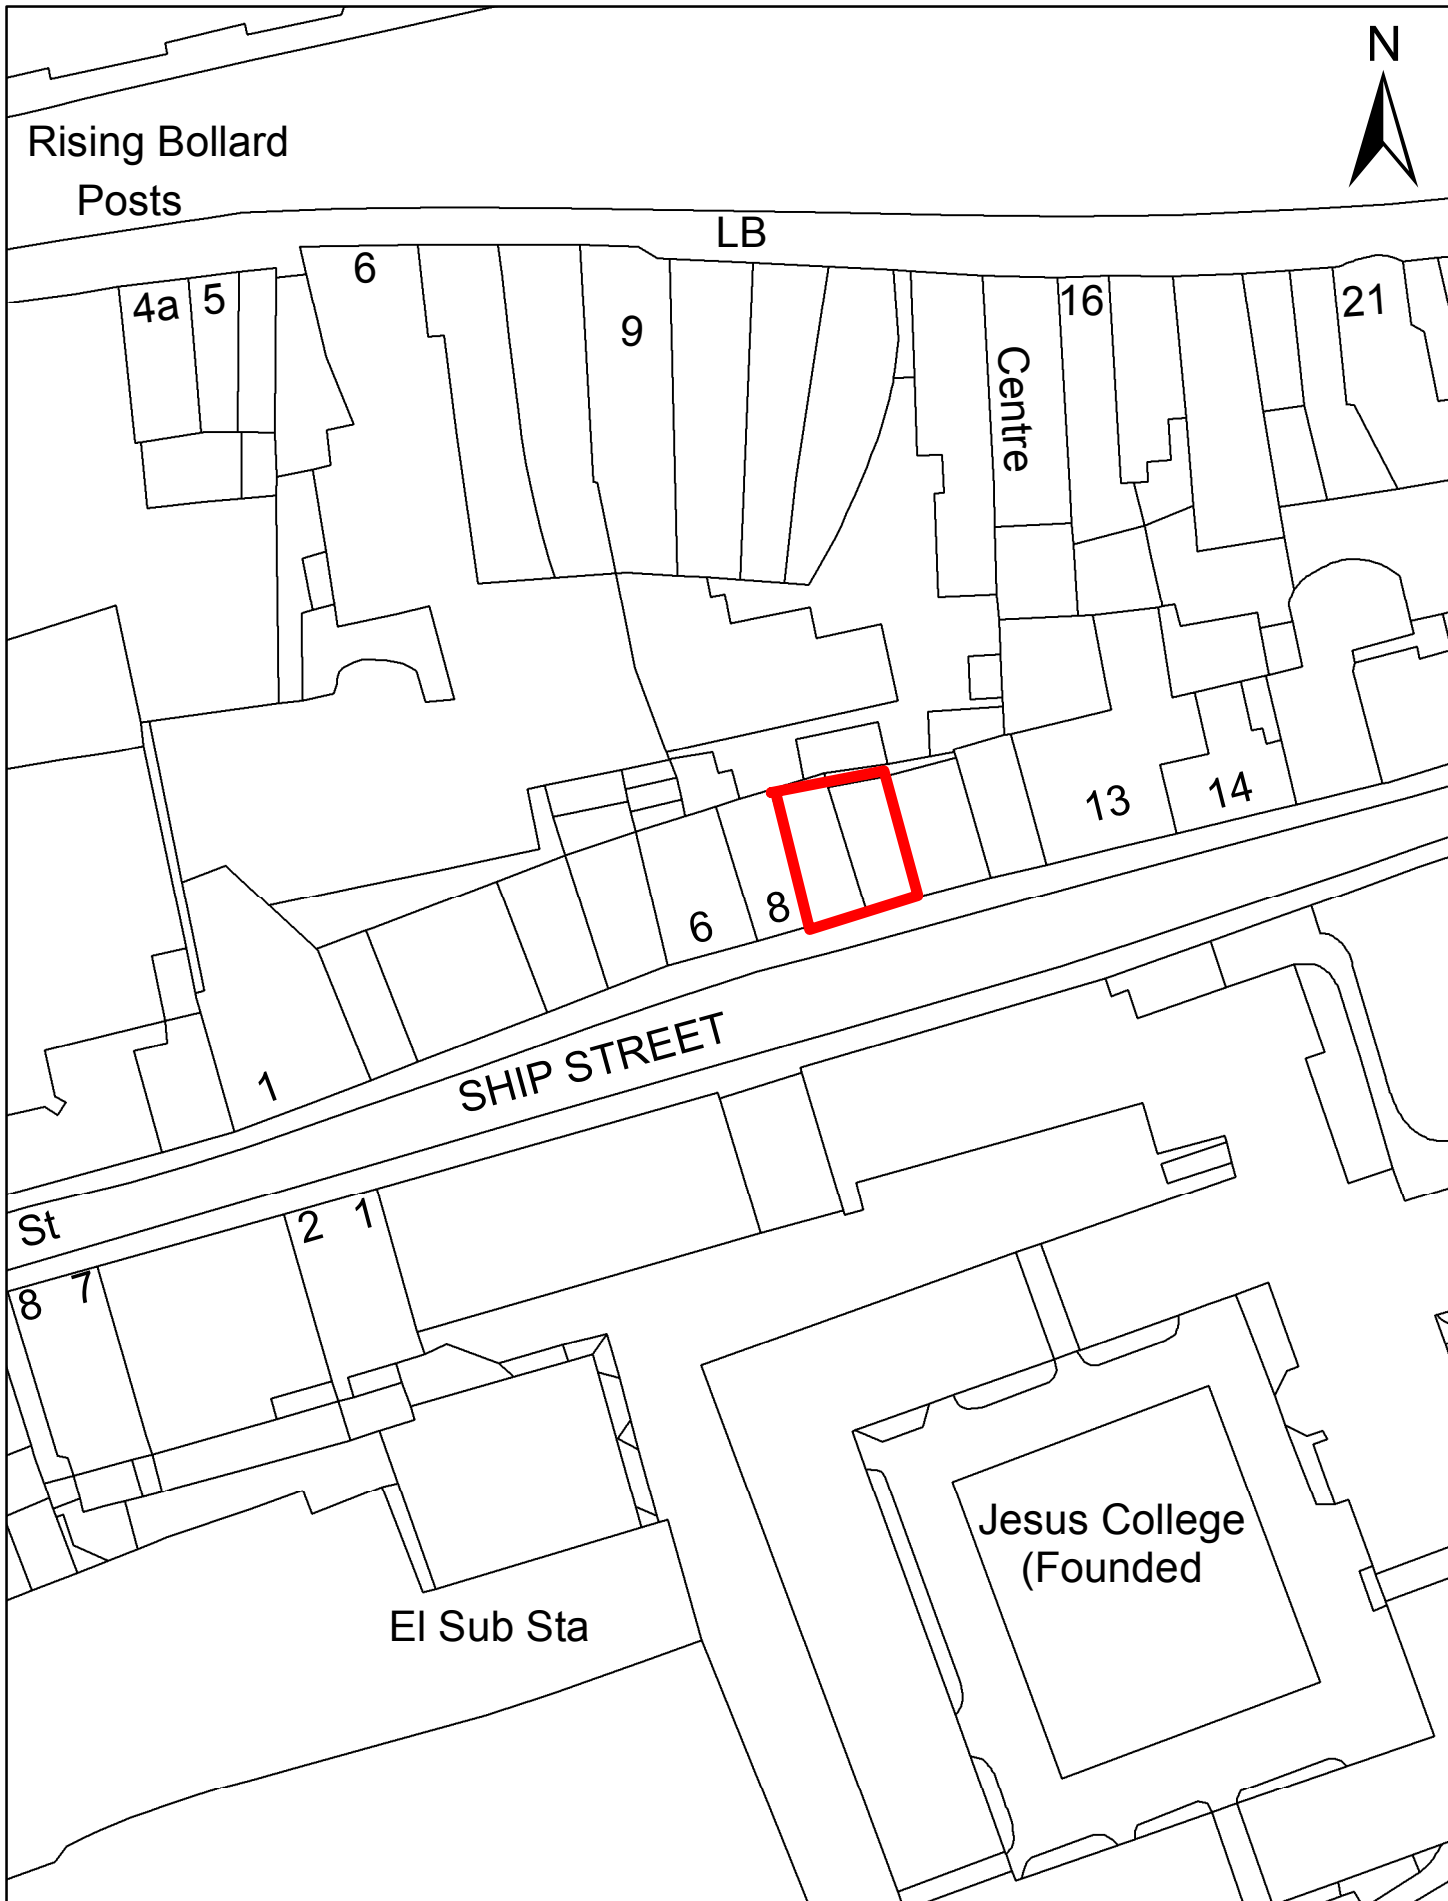 N
Rising Bollard
Posts
LB
4a
5
6
9
Centre
16
21
13
14
8
6
1
SHIP STREET
St
2
1
8
7
Jesus College
(Founded
El Sub Sta